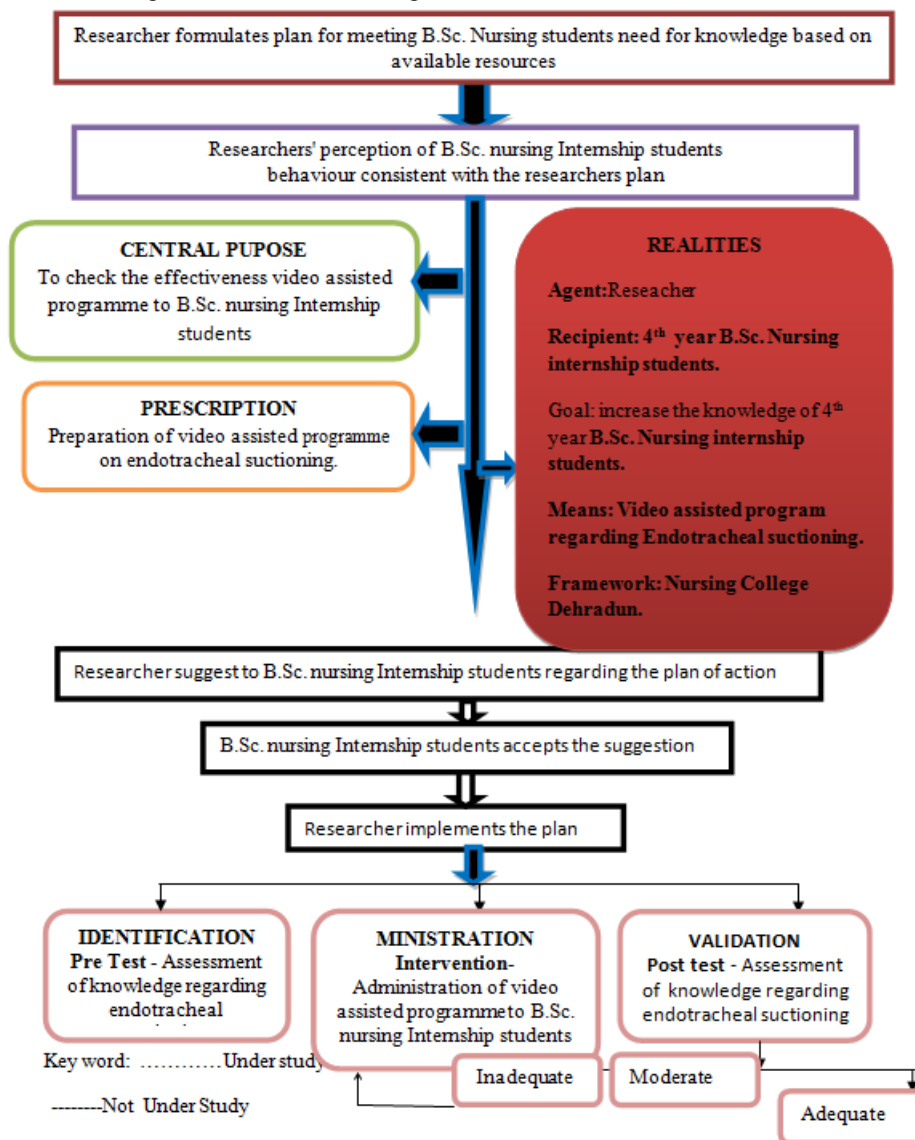 Researcher formulates plan for meeting B.Sc. Nursing students need for knowledge based on
available resources
Researchers' perception of B.Sc. nursing Internship students
behaviour consistent with the researchers plan
CENTRAL PUPOSE
To check the effectiveness video assisted
programme to B.Sc. nursing Internship
students
PRESCRIPTION
Preparation of video assisted programme
on endotracheal suctioning.
REALITIES
Agent:Reseacher
Recipient: 4th year B.Sc. Nursing
internship students.
Goal: increase the knowledge of 4th
year B.Sc. Nursing internship
students.
Means: Video assisted program
regarding Endotracheal suctioning.
Framework: Nursing College
Dehradun.
Researcher suggest to B.Sc. nursing Internship students regarding the plan of action
B.Sc. nursing Internship students accepts the suggestion
Researcher implements the plan
IDENTIFICATION
Pre Test - Assessment
of knowledge regarding
endotracheal
MINISTRATION
Intervention-
Administration of video
assisted programme to B.Sc.
nursing Internship students
VALIDATION
Post test - Assessment
of knowledge regarding
endotracheal suctioning
Key word: ............Under study
--------Not Under Study
Inadequate
Moderate
Adequate